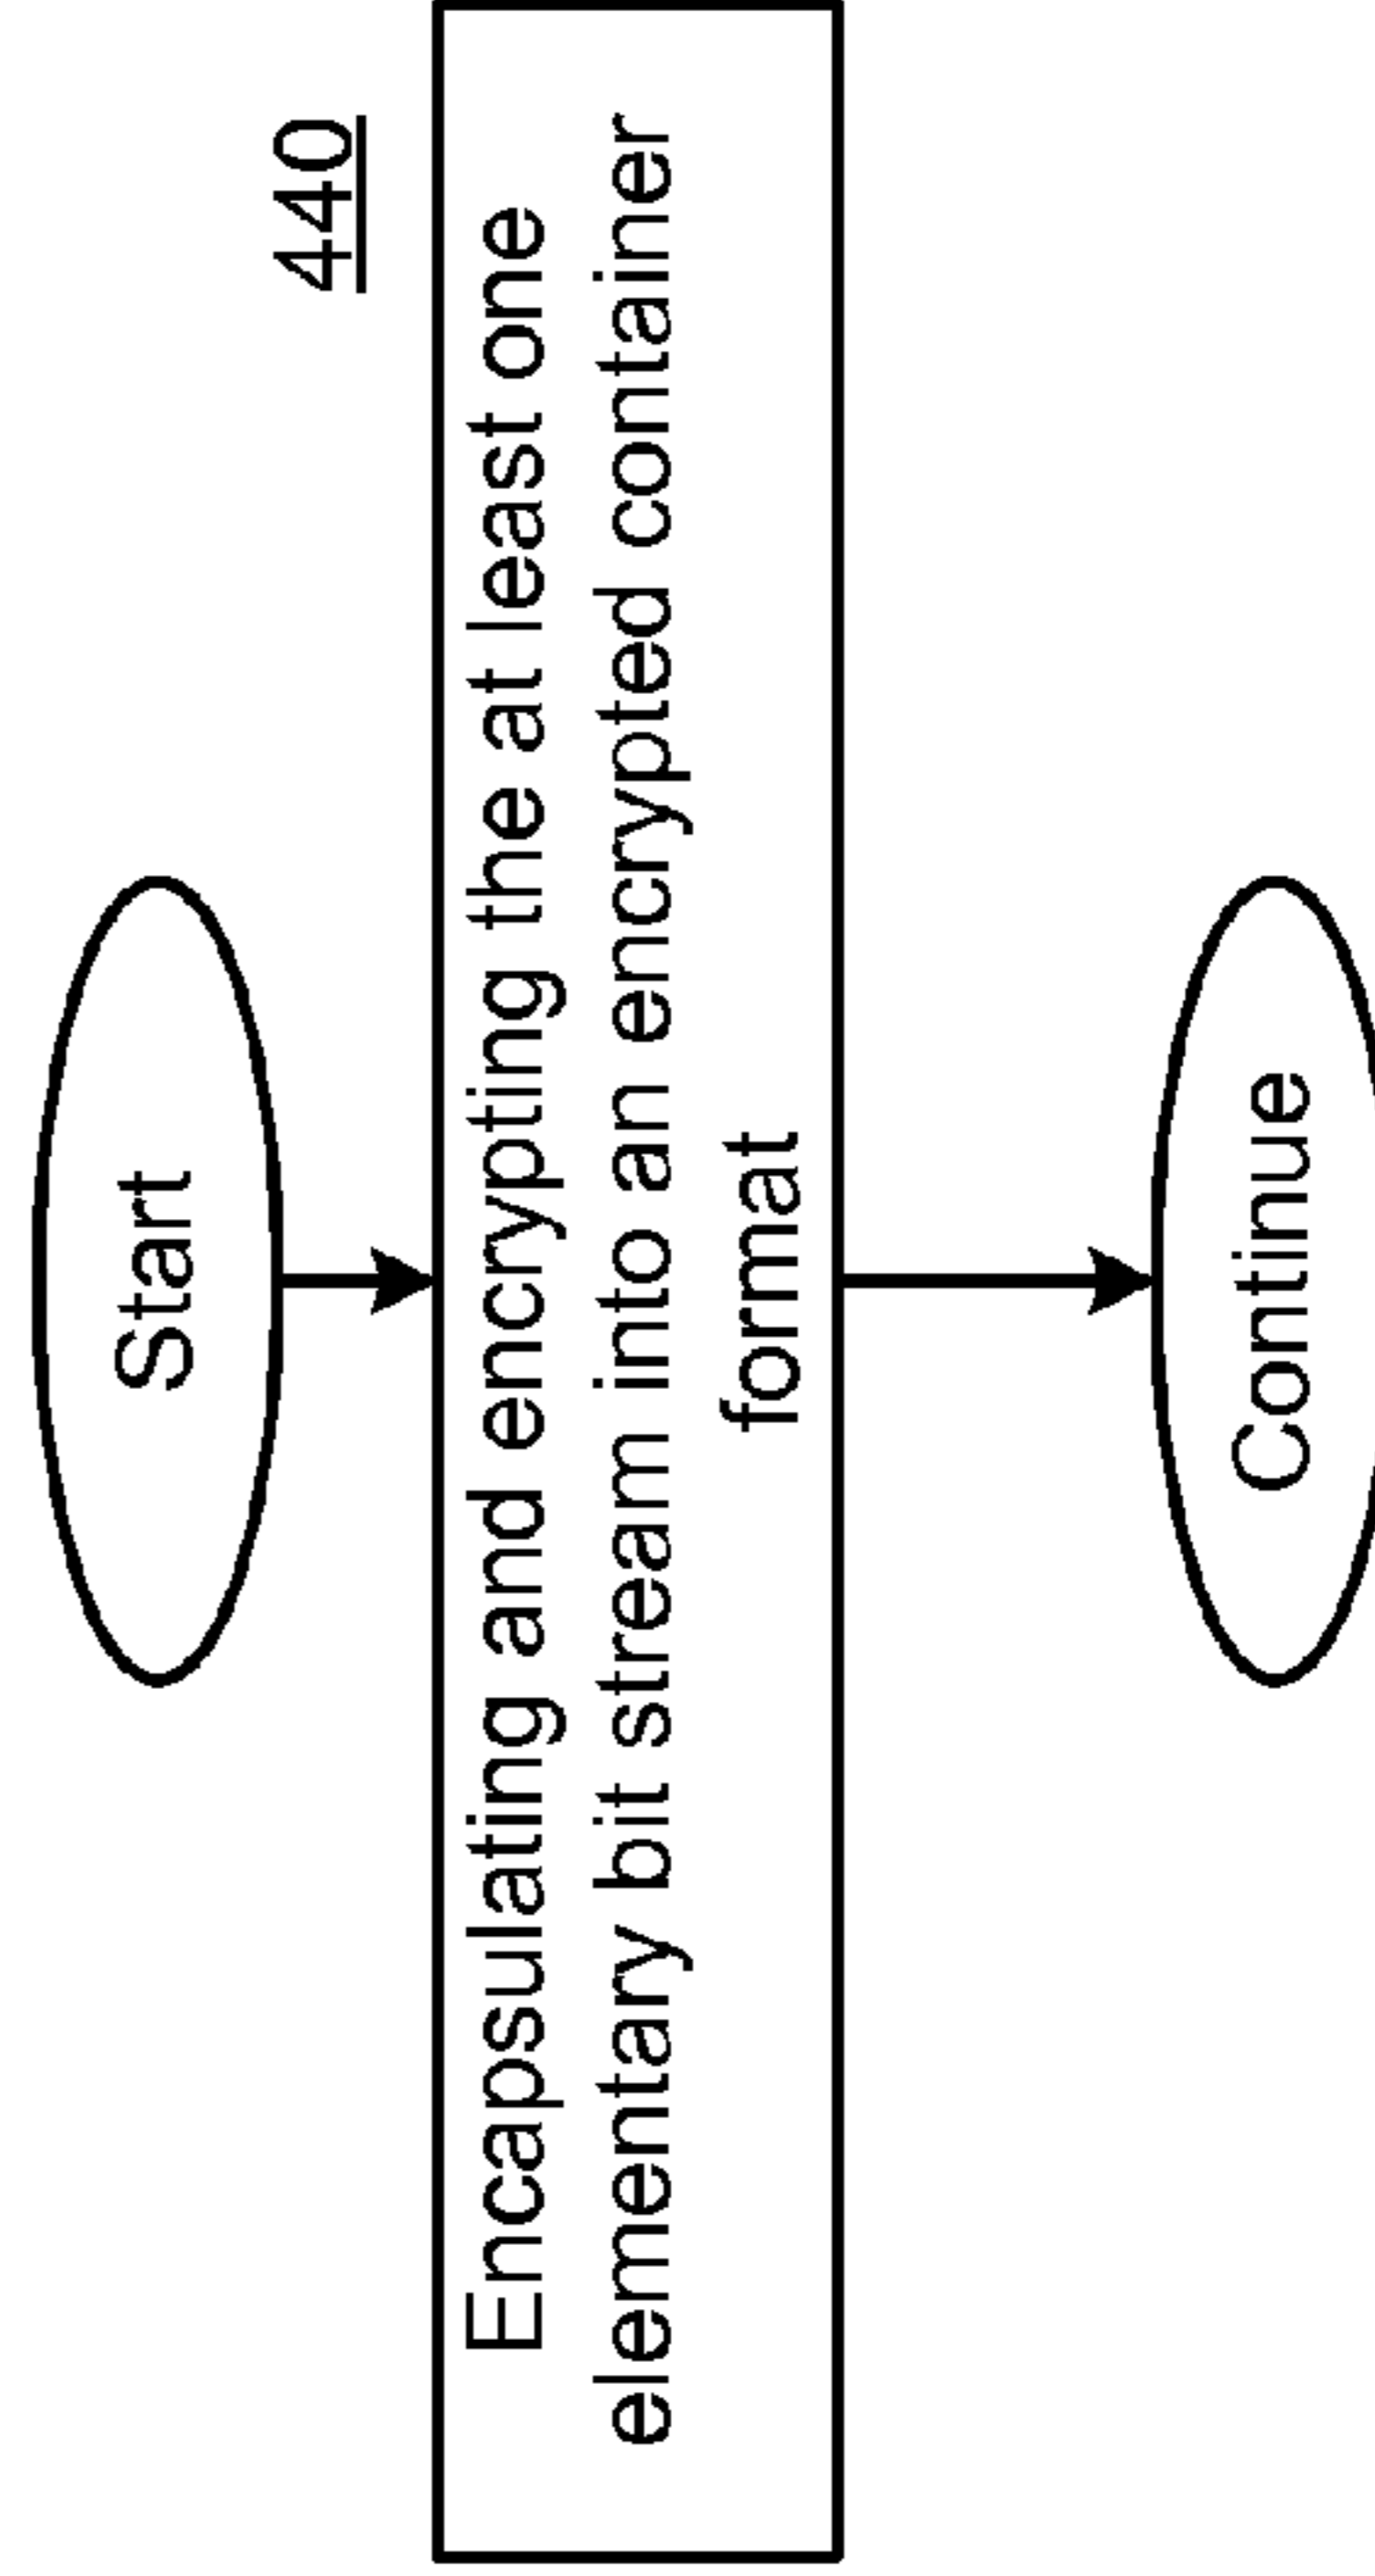 Start
440
Encapsulating and encrypting the at least one
elementary bit stream into an encrypted container
format
Continue